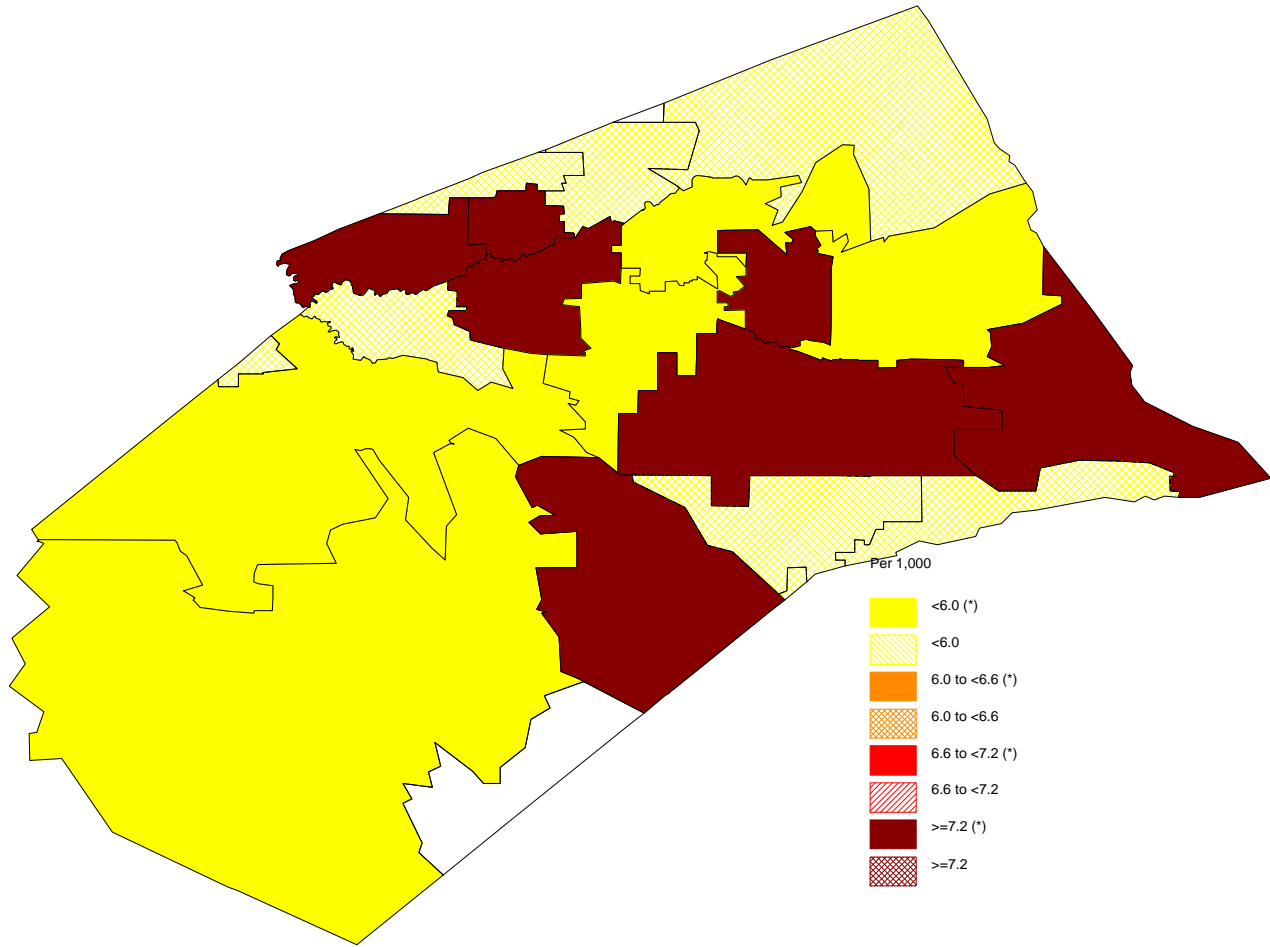 Per 1,000
<6.0 (*)
<6.0
6.0 to <6.6 (*)
6.0 to <6.6
6.6 to <7.2 (*)
6.6 to <7.2
>=7.2 (*)
>=7.2